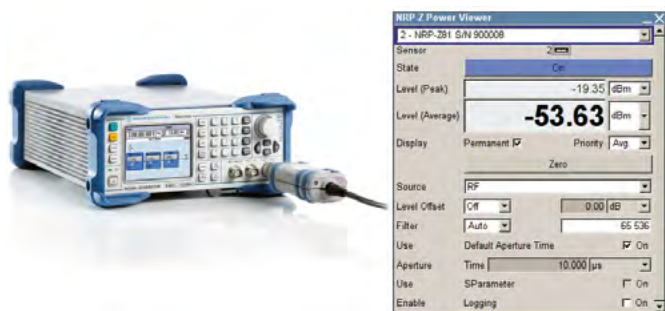 NRP-Z Power Viewer
2 - NRP-Z81 S/N 900008
Sensor 2
State On
Level (Peak) -19.35 dBm
Level (Average) -53.63 dBm
Display Permanent Priority Avg
Zero
Source RF
Level Offset Off 0.00 dB
Filter Auto 65 536
Use Default Aperture Time On
Aperture Time 10.000 µs
Use SParameter On
Enable Logging On